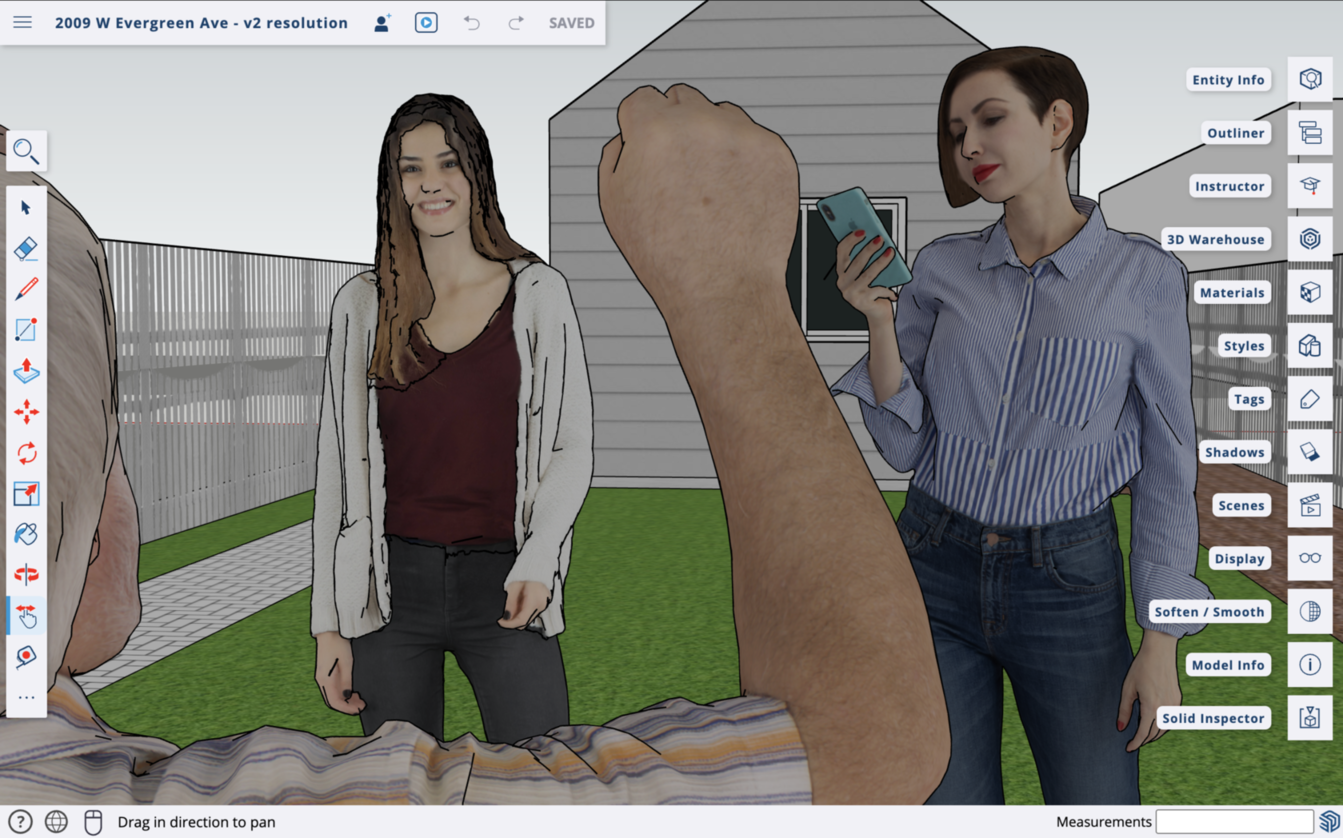 2009 W Evergreen Ave - v2 resolution
SAVED
Entity Info
Outliner
Instructor
3D Warehouse
Materials
Styles
Tags
Shadows
Scenes
Display
Soften / Smooth
Model Info
Solid Inspector
Drag in direction to pan
Measurements